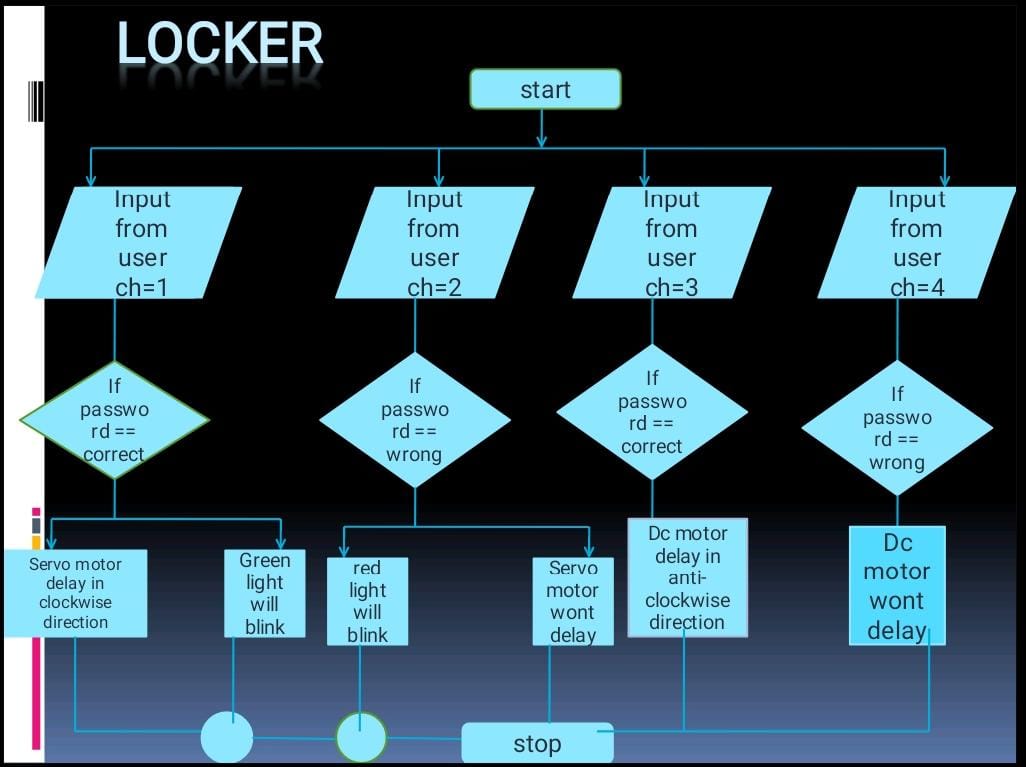 LOCKER
start
Input
from
user
ch=1
Input
from
user
ch=2
Input
from
user
ch=3
Input
from
user
ch=4
If
passwo
rd ==
correct
If
passwo
rd ==
wrong
If
passwo
rd ==
correct
If
passwo
rd ==
wrong
Servo motor
delay in
clockwise
direction
Green
light
will
blink
red
light
will
blink
Servo
motor
wont
delay
Dc motor
delay in
anti-
clockwise
direction
Dc
motor
wont
delay
stop